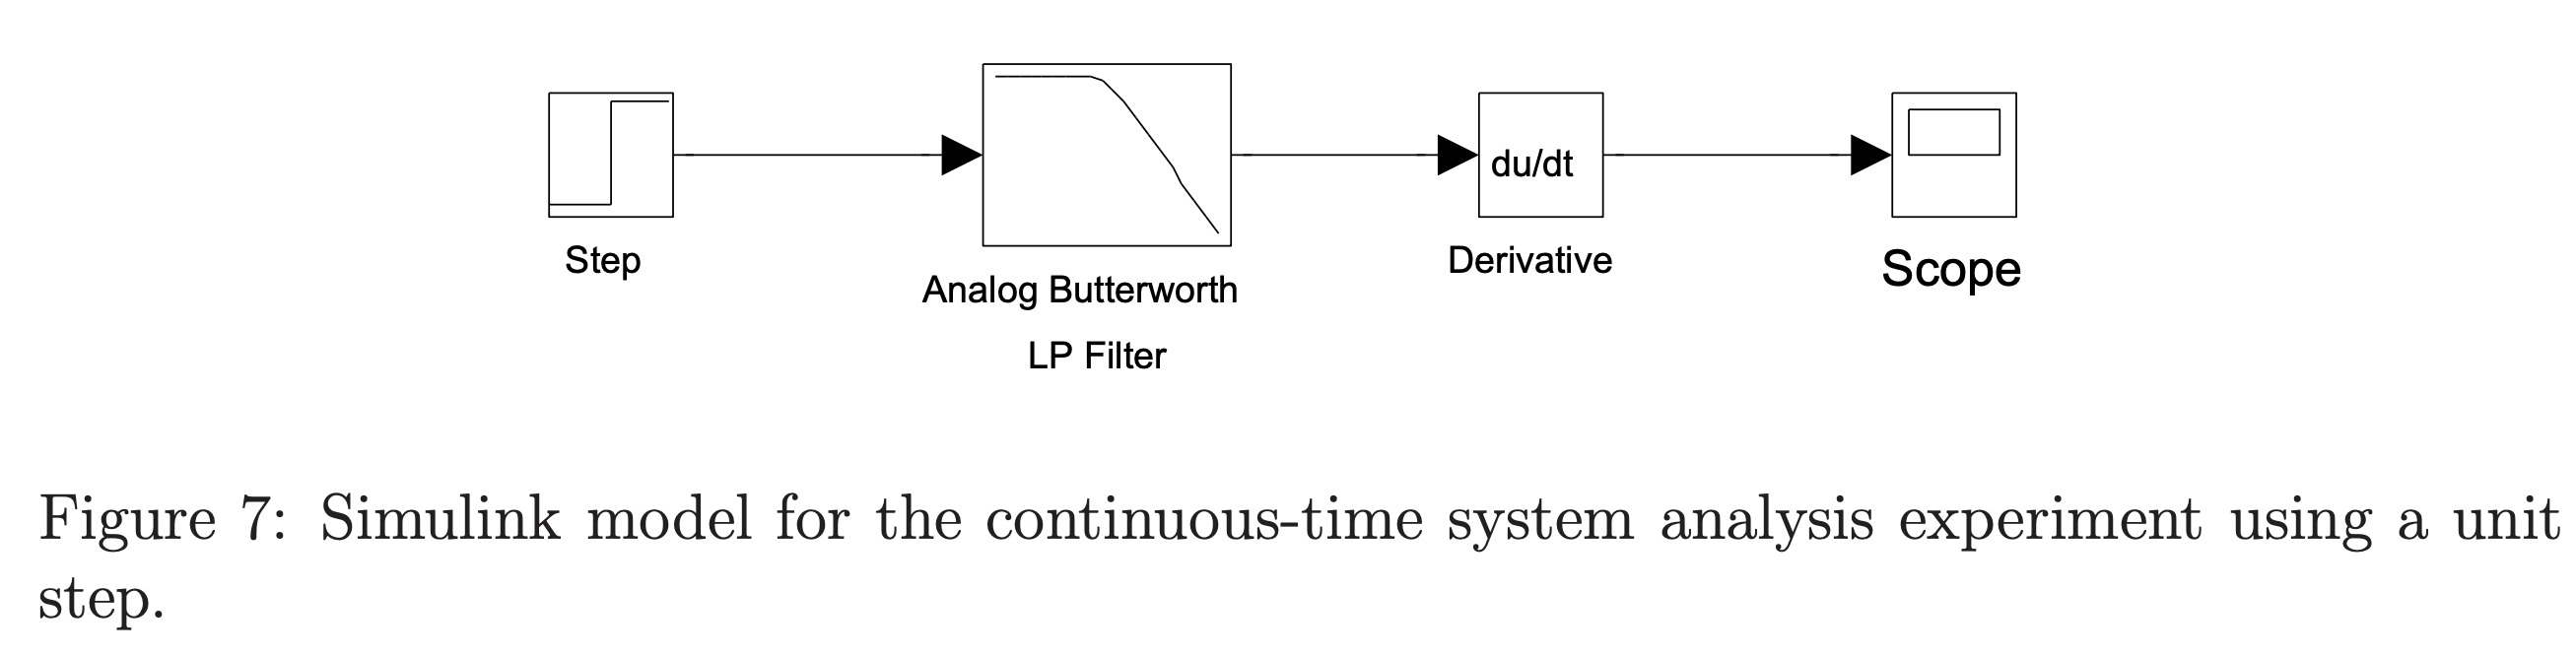 du/dt
Step
Derivative
Scope
Analog Butterworth
LP Filter
Figure 7: Simulink model for the continuous-time system analysis experiment using a unit
step.